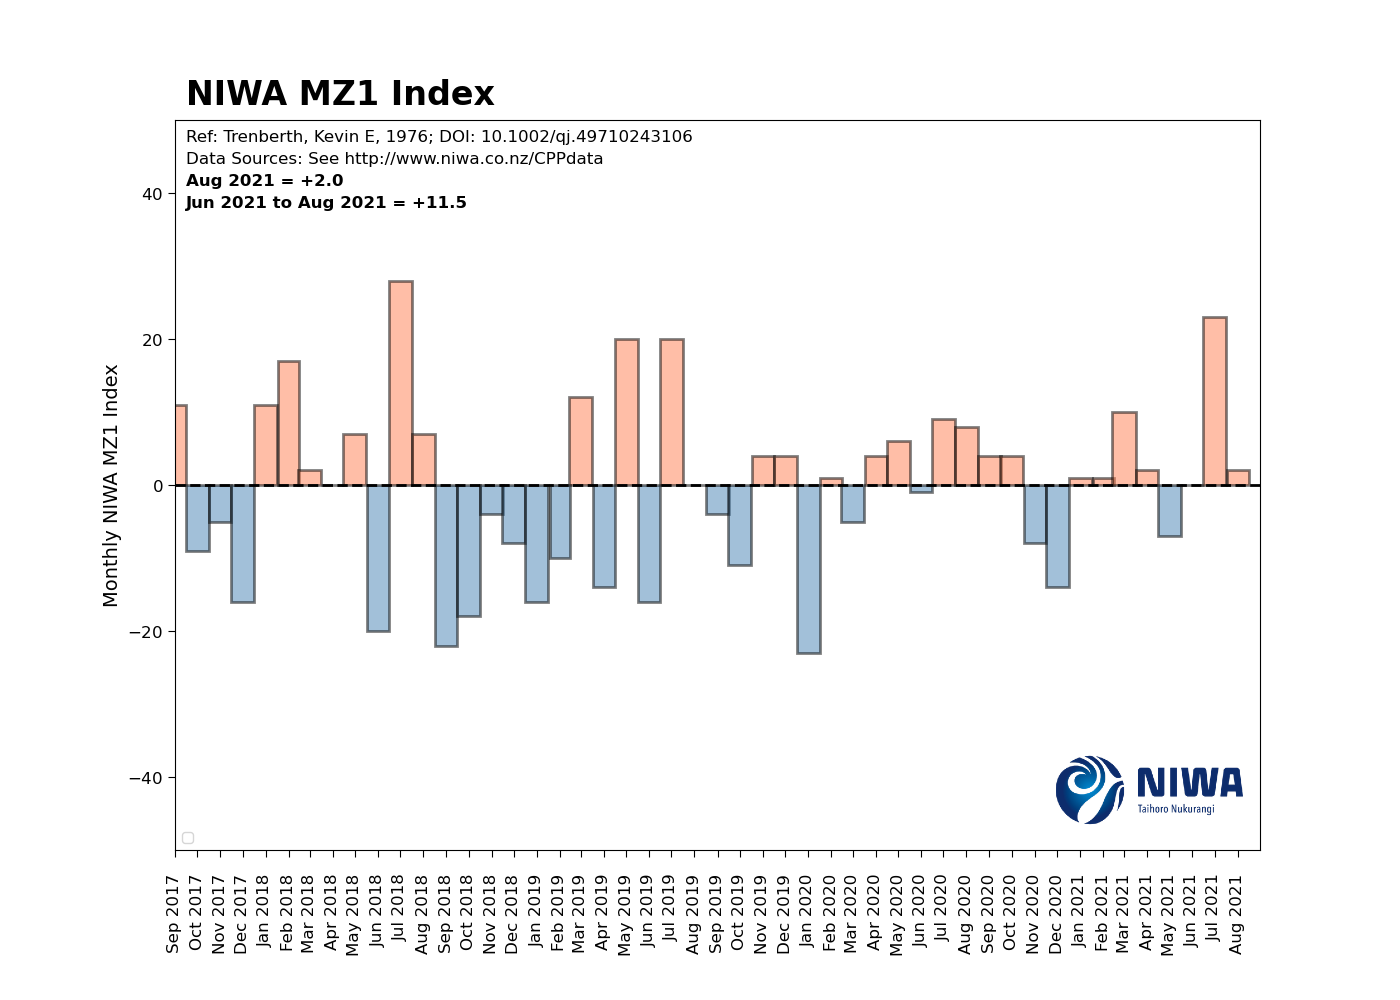 NIWA MZ1 Index
Ref: Trenberth, Kevin E, 1976; DOI: 10.1002/qj.49710243106
Data Sources: See http://www.niwa.co.nz/CPPdata
Aug 2021 = +2.0
Jun 2021 to Aug 2021 = +11.5
Monthly NIWA MZ1 Index
40
20
0
−20
−40
NIWA
Taihoro Nukurangi
Sep 2017
Oct 2017
Nov 2017
Dec 2017
Jan 2018
Feb 2018
Mar 2018
Apr 2018
May 2018
Jun 2018
Jul 2018
Aug 2018
Sep 2018
Oct 2018
Nov 2018
Dec 2018
Jan 2019
Feb 2019
Mar 2019
Apr 2019
May 2019
Jun 2019
Jul 2019
Aug 2019
Sep 2019
Oct 2019
Nov 2019
Dec 2019
Jan 2020
Feb 2020
Mar 2020
Apr 2020
May 2020
Jun 2020
Jul 2020
Aug 2020
Sep 2020
Oct 2020
Nov 2020
Dec 2020
Jan 2021
Feb 2021
Mar 2021
Apr 2021
May 2021
Jun 2021
Jul 2021
Aug 2021